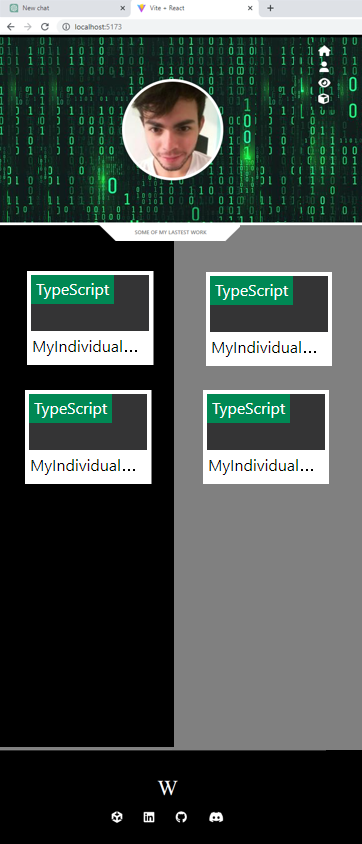 New chat
Vite + React
localhost:5173
SOME OF MY LASTEST WORK
TypeScript
MyIndividual...
TypeScript
MyIndividual...
TypeScript
MyIndividual...
TypeScript
MyIndividual...
W